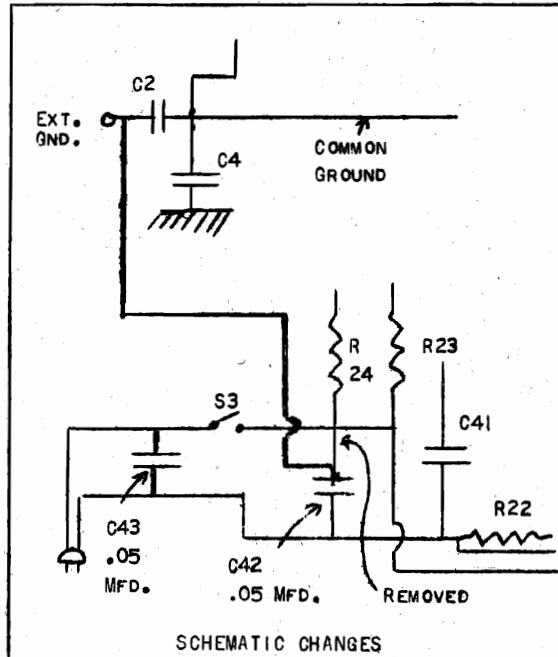 C2
EXT.
GND.
C4
COMMON
GROUND
R
24
R23
S3
C41
R22
C43
.05
MFD.
C42
.05 MFD.
REMOVED
SCHEMATIC CHANGES